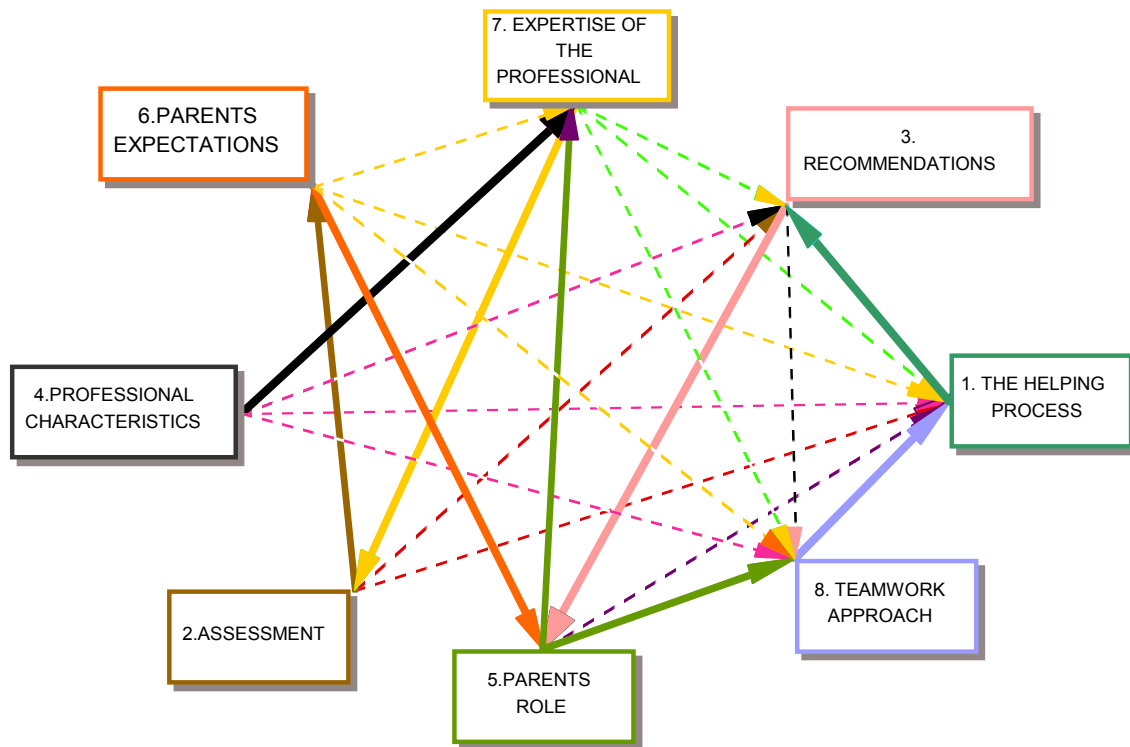 7. EXPERTISE OF
THE
PROFESSIONAL
6.PARENTS
EXPECTATIONS
3.
RECOMMENDATIONS
4.PROFESSIONAL
CHARACTERISTICS
1. THE HELPING
PROCESS
2.ASSESSMENT
8. TEAMWORK
APPROACH
5.PARENTS
ROLE